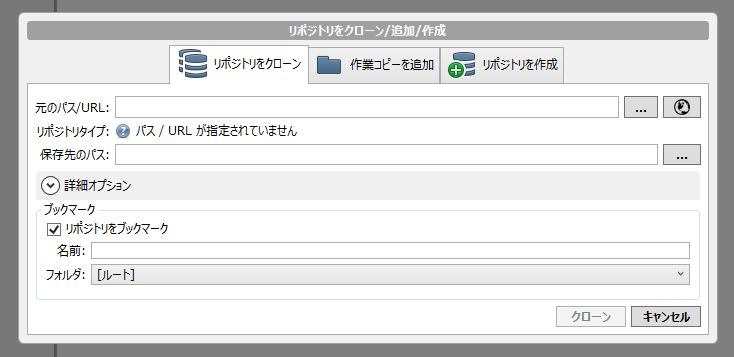 リポジトリをクローン/追加/作成
リポジトリをクローン 作業コピーを追加 リポジトリを作成
元のパス/URL: ...
リポジトリタイプ: ? パス / URL が指定されていません
保存先のパス: ...
詳細オプション
ブックマーク
リポジトリをブックマーク
名前:
フォルダ: [ルート]
クローン キャンセル